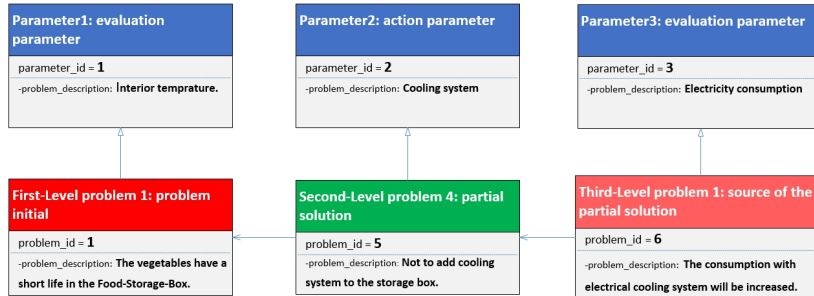 Parameter1: evaluation
parameter
parameter_id = 1
-problem_description: Interior temprature.
Parameter2: action parameter
parameter_id = 2
-problem_description: Cooling system
Parameter3: evaluation parameter
parameter_id = 3
-problem_description: Electricity consumption
First-Level problem 1: problem
initial
problem_id = 1
-problem_description: The vegetables have a
short life in the Food-Storage-Box.
Second-Level problem 4: partial
solution
problem_id = 5
-problem_description: Not to add cooling
system to the storage box.
Third-Level problem 1: source of the
partial solution
problem_id = 6
-problem_description: The consumption with
electrical cooling system will be increased.